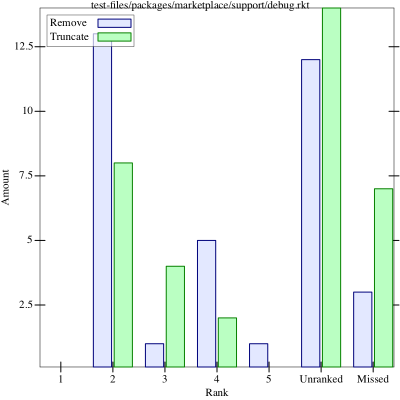 test-files/packages/marketplace/support/debug.rkt
Remove
Truncate
12.5
10
7.5
5
2.5
Amount
1 2 3 4 5 Unranked Missed
Rank